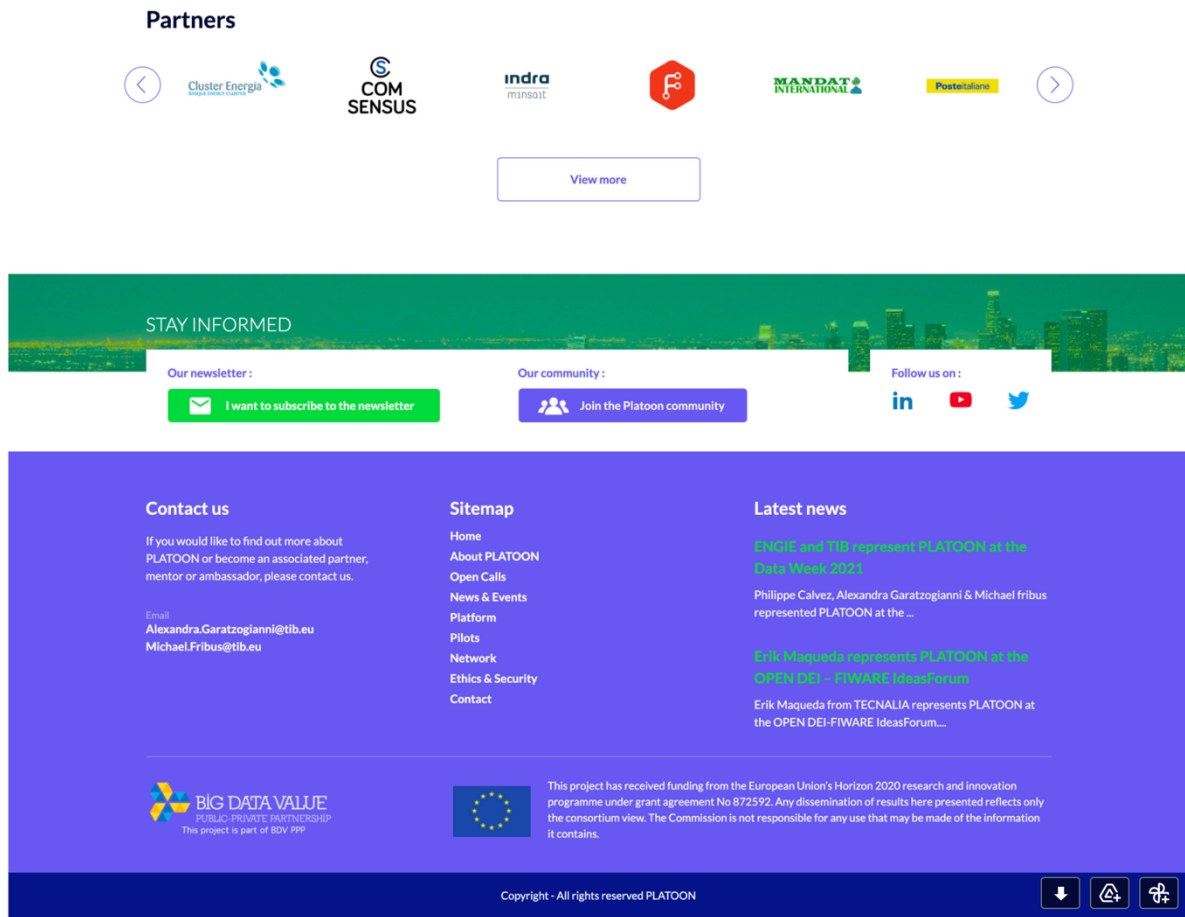 Partners
Cluster Energía
BASQUE ENERGY CLUSTER
COM
SENSUS
indra
minsait
MANDAT
INTERNATIONAL
Posteitaliane
View more
STAY INFORMED
Our newsletter :
I want to subscribe to the newsletter
Our community :
Join the Platoon community
Follow us on :
in
Contact us
If you would like to find out more about
PLATOON or become an associated partner,
mentor or ambassador, please contact us.
Email
Alexandra.Garatzogianni@tib.eu
Michael.Fribus@tib.eu
Sitemap
Home
About PLATOON
Open Calls
News & Events
Platform
Pilots
Network
Ethics & Security
Contact
Latest news
ENGIE and TIB represent PLATOON at the
Data Week 2021
Philippe Calvez, Alexandra Garatzogianni & Michael fribus
represented PLATOON at the ...
Erik Maqueda represents PLATOON at the
OPEN DEI – FIWARE IdeasForum
Erik Maqueda from TECNALIA represents PLATOON at
the OPEN DEI-FIWARE IdeasForum....
BIG DATA VALUE
PUBLIC-PRIVATE PARTNERSHIP
This project is part of BDV PPP
This project has received funding from the European Union's Horizon 2020 research and innovation
programme under grant agreement No 872592. Any dissemination of results here presented reflects only
the consortium view. The Commission is not responsible for any use that may be made of the information
it contains.
Copyright - All rights reserved PLATOON